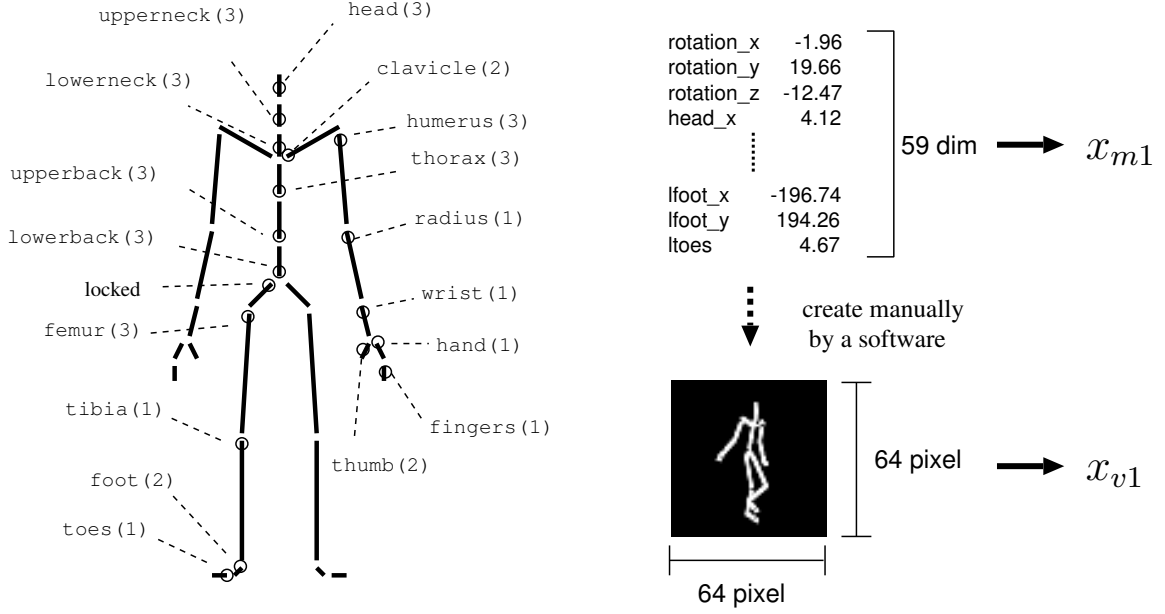 upperneck(3)
head(3)
lowerneck(3)
clavicle(2)
humerus(3)
thorax(3)
upperback(3)
radius(1)
lowerback(3)
locked
wrist(1)
femur(3)
hand(1)
tibia(1)
fingers(1)
thumb(2)
foot(2)
toes(1)
rotation_x -1.96
rotation_y 19.66
rotation_z -12.47
head_x 4.12
lfoot_x -196.74
lfoot_y 194.26
ltoes 4.67
59 dim
x_{m1}
create manually
by a software
64 pixel
x_{v1}
64 pixel